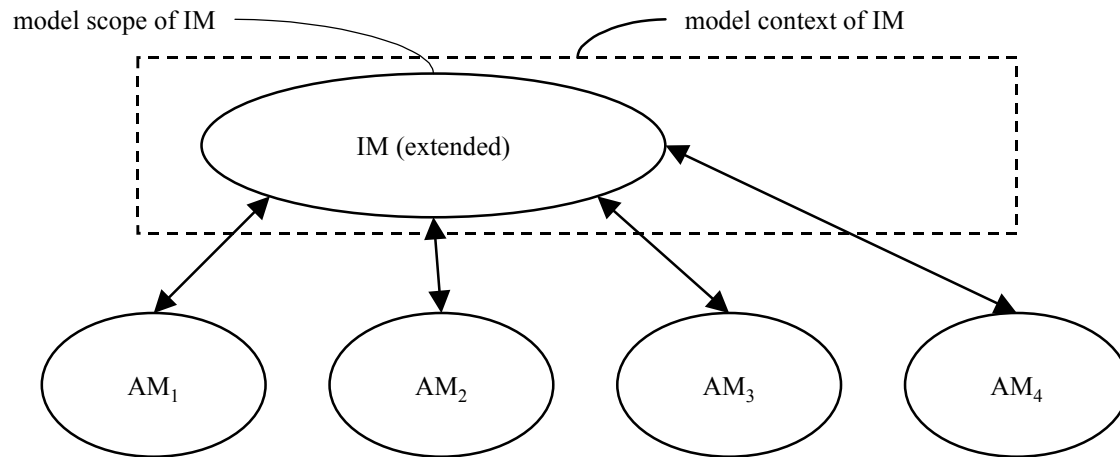 model scope of IM
model context of IM
IM (extended)
AM₁
AM₂
AM₃
AM₄